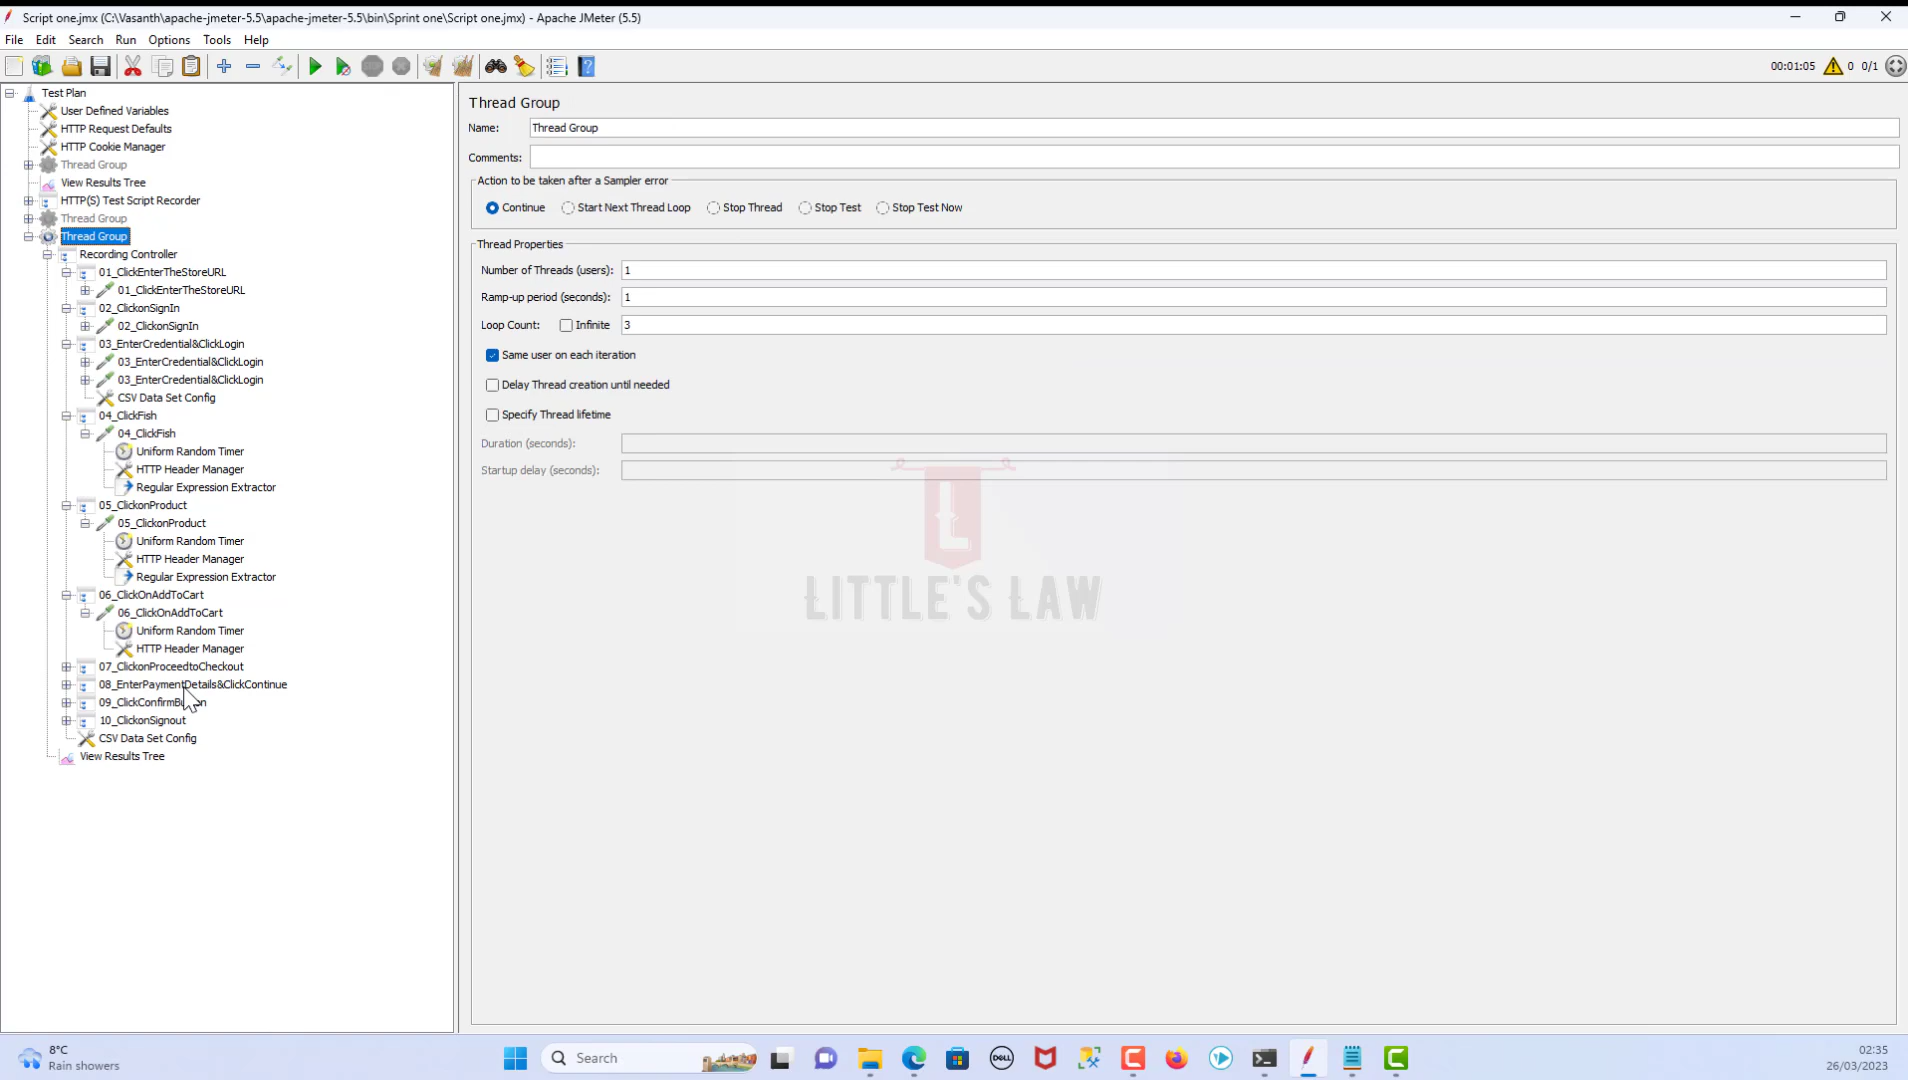 Script one.jmx (C:\Vasanth\apache-jmeter-5.5\apache-jmeter-5.5\bin\Sprint one\Script one.jmx) - Apache JMeter (5.5)
File Edit Search Run Options Tools Help
00:01:05 0 0/1
Test Plan
User Defined Variables
HTTP Request Defaults
HTTP Cookie Manager
Thread Group
View Results Tree
HTTP(S) Test Script Recorder
Thread Group
Thread Group
Recording Controller
01_ClickEnterTheStoreURL
01_ClickEnterTheStoreURL
02_ClickonSignIn
02_ClickonSignIn
03_EnterCredential&ClickLogin
03_EnterCredential&ClickLogin
03_EnterCredential&ClickLogin
CSV Data Set Config
04_ClickFish
04_ClickFish
Uniform Random Timer
HTTP Header Manager
Regular Expression Extractor
05_ClickonProduct
05_ClickonProduct
Uniform Random Timer
HTTP Header Manager
Regular Expression Extractor
06_ClickOnAddToCart
06_ClickOnAddToCart
Uniform Random Timer
HTTP Header Manager
07_ClickonProceedtoCheckout
08_EnterPaymentDetails&ClickContinue
10_ClickonSignout
CSV Data Set Config
View Results Tree
Thread Group
Name: Thread Group
Comments:
Action to be taken after a Sampler error
Continue Start Next Thread Loop Stop Thread Stop Test Stop Test Now
Thread Properties
Number of Threads (users): 1
Ramp-up period (seconds): 1
Loop Count: Infinite 3
Same user on each iteration
Delay Thread creation until needed
Specify Thread lifetime
Duration (seconds):
Startup delay (seconds):
L
LITTLE'S LAW
8°C
Rain showers
Search
DELL
02:35
26/03/2023